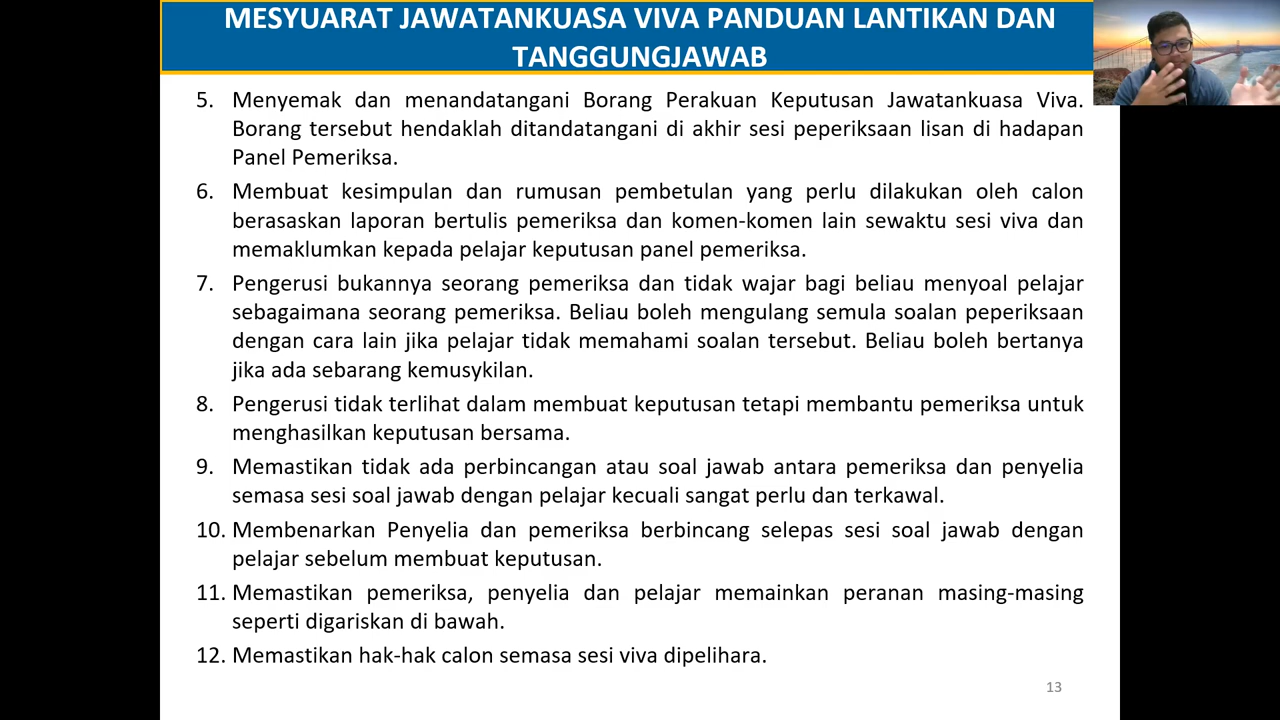 MESYUARAT JAWATANKUASA VIVA PANDUAN LANTIKAN DAN
TANGGUNGJAWAB
5. Menyemak dan menandatangani Borang Perakuan Keputusan Jawatankuasa Viva.
Borang tersebut hendaklah ditandatangani di akhir sesi peperiksaan lisan di hadapan
Panel Pemeriksa.
6. Membuat kesimpulan dan rumusan pembetulan yang perlu dilakukan oleh calon
berasaskan laporan bertulis pemeriksa dan komen-komen lain sewaktu sesi viva dan
memaklumkan kepada pelajar keputusan panel pemeriksa.
7. Pengerusi bukannya seorang pemeriksa dan tidak wajar bagi beliau menyoal pelajar
sebagaimana seorang pemeriksa. Beliau boleh mengulang semula soalan peperiksaan
dengan cara lain jika pelajar tidak memahami soalan tersebut. Beliau boleh bertanya
jika ada sebarang kemusykilan.
8. Pengerusi tidak terlihat dalam membuat keputusan tetapi membantu pemeriksa untuk
menghasilkan keputusan bersama.
9. Memastikan tidak ada perbincangan atau soal jawab antara pemeriksa dan penyelia
semasa sesi soal jawab dengan pelajar kecuali sangat perlu dan terkawal.
10. Membenarkan Penyelia dan pemeriksa berbincang selepas sesi soal jawab dengan
pelajar sebelum membuat keputusan.
11. Memastikan pemeriksa, penyelia dan pelajar memainkan peranan masing-masing
seperti digariskan di bawah.
12. Memastikan hak-hak calon semasa sesi viva dipelihara.
13